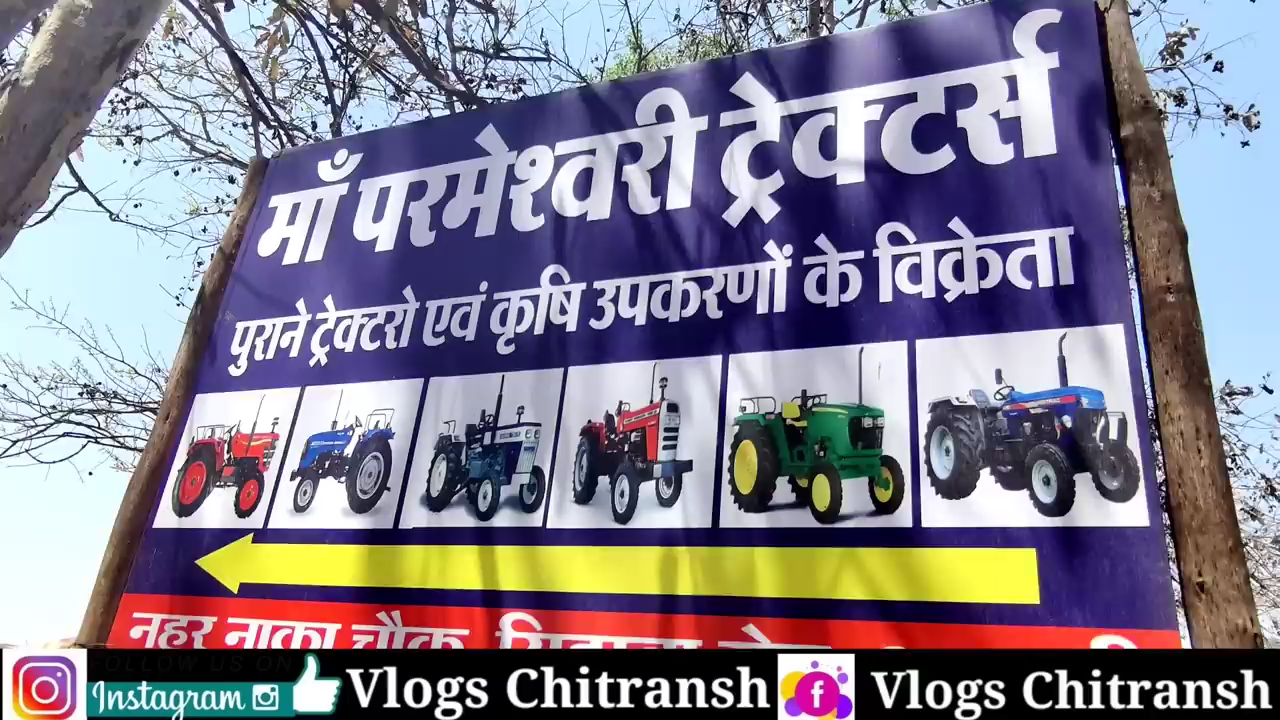 माँ परमेश्वरी ट्रेक्टर्स
पुराने ट्रेक्टरो एवं कृषि उपकरणों के विक्रेता
नहर नाका चौक
FOLLOW US ON
Instagram
Vlogs Chitransh
Vlogs Chitransh